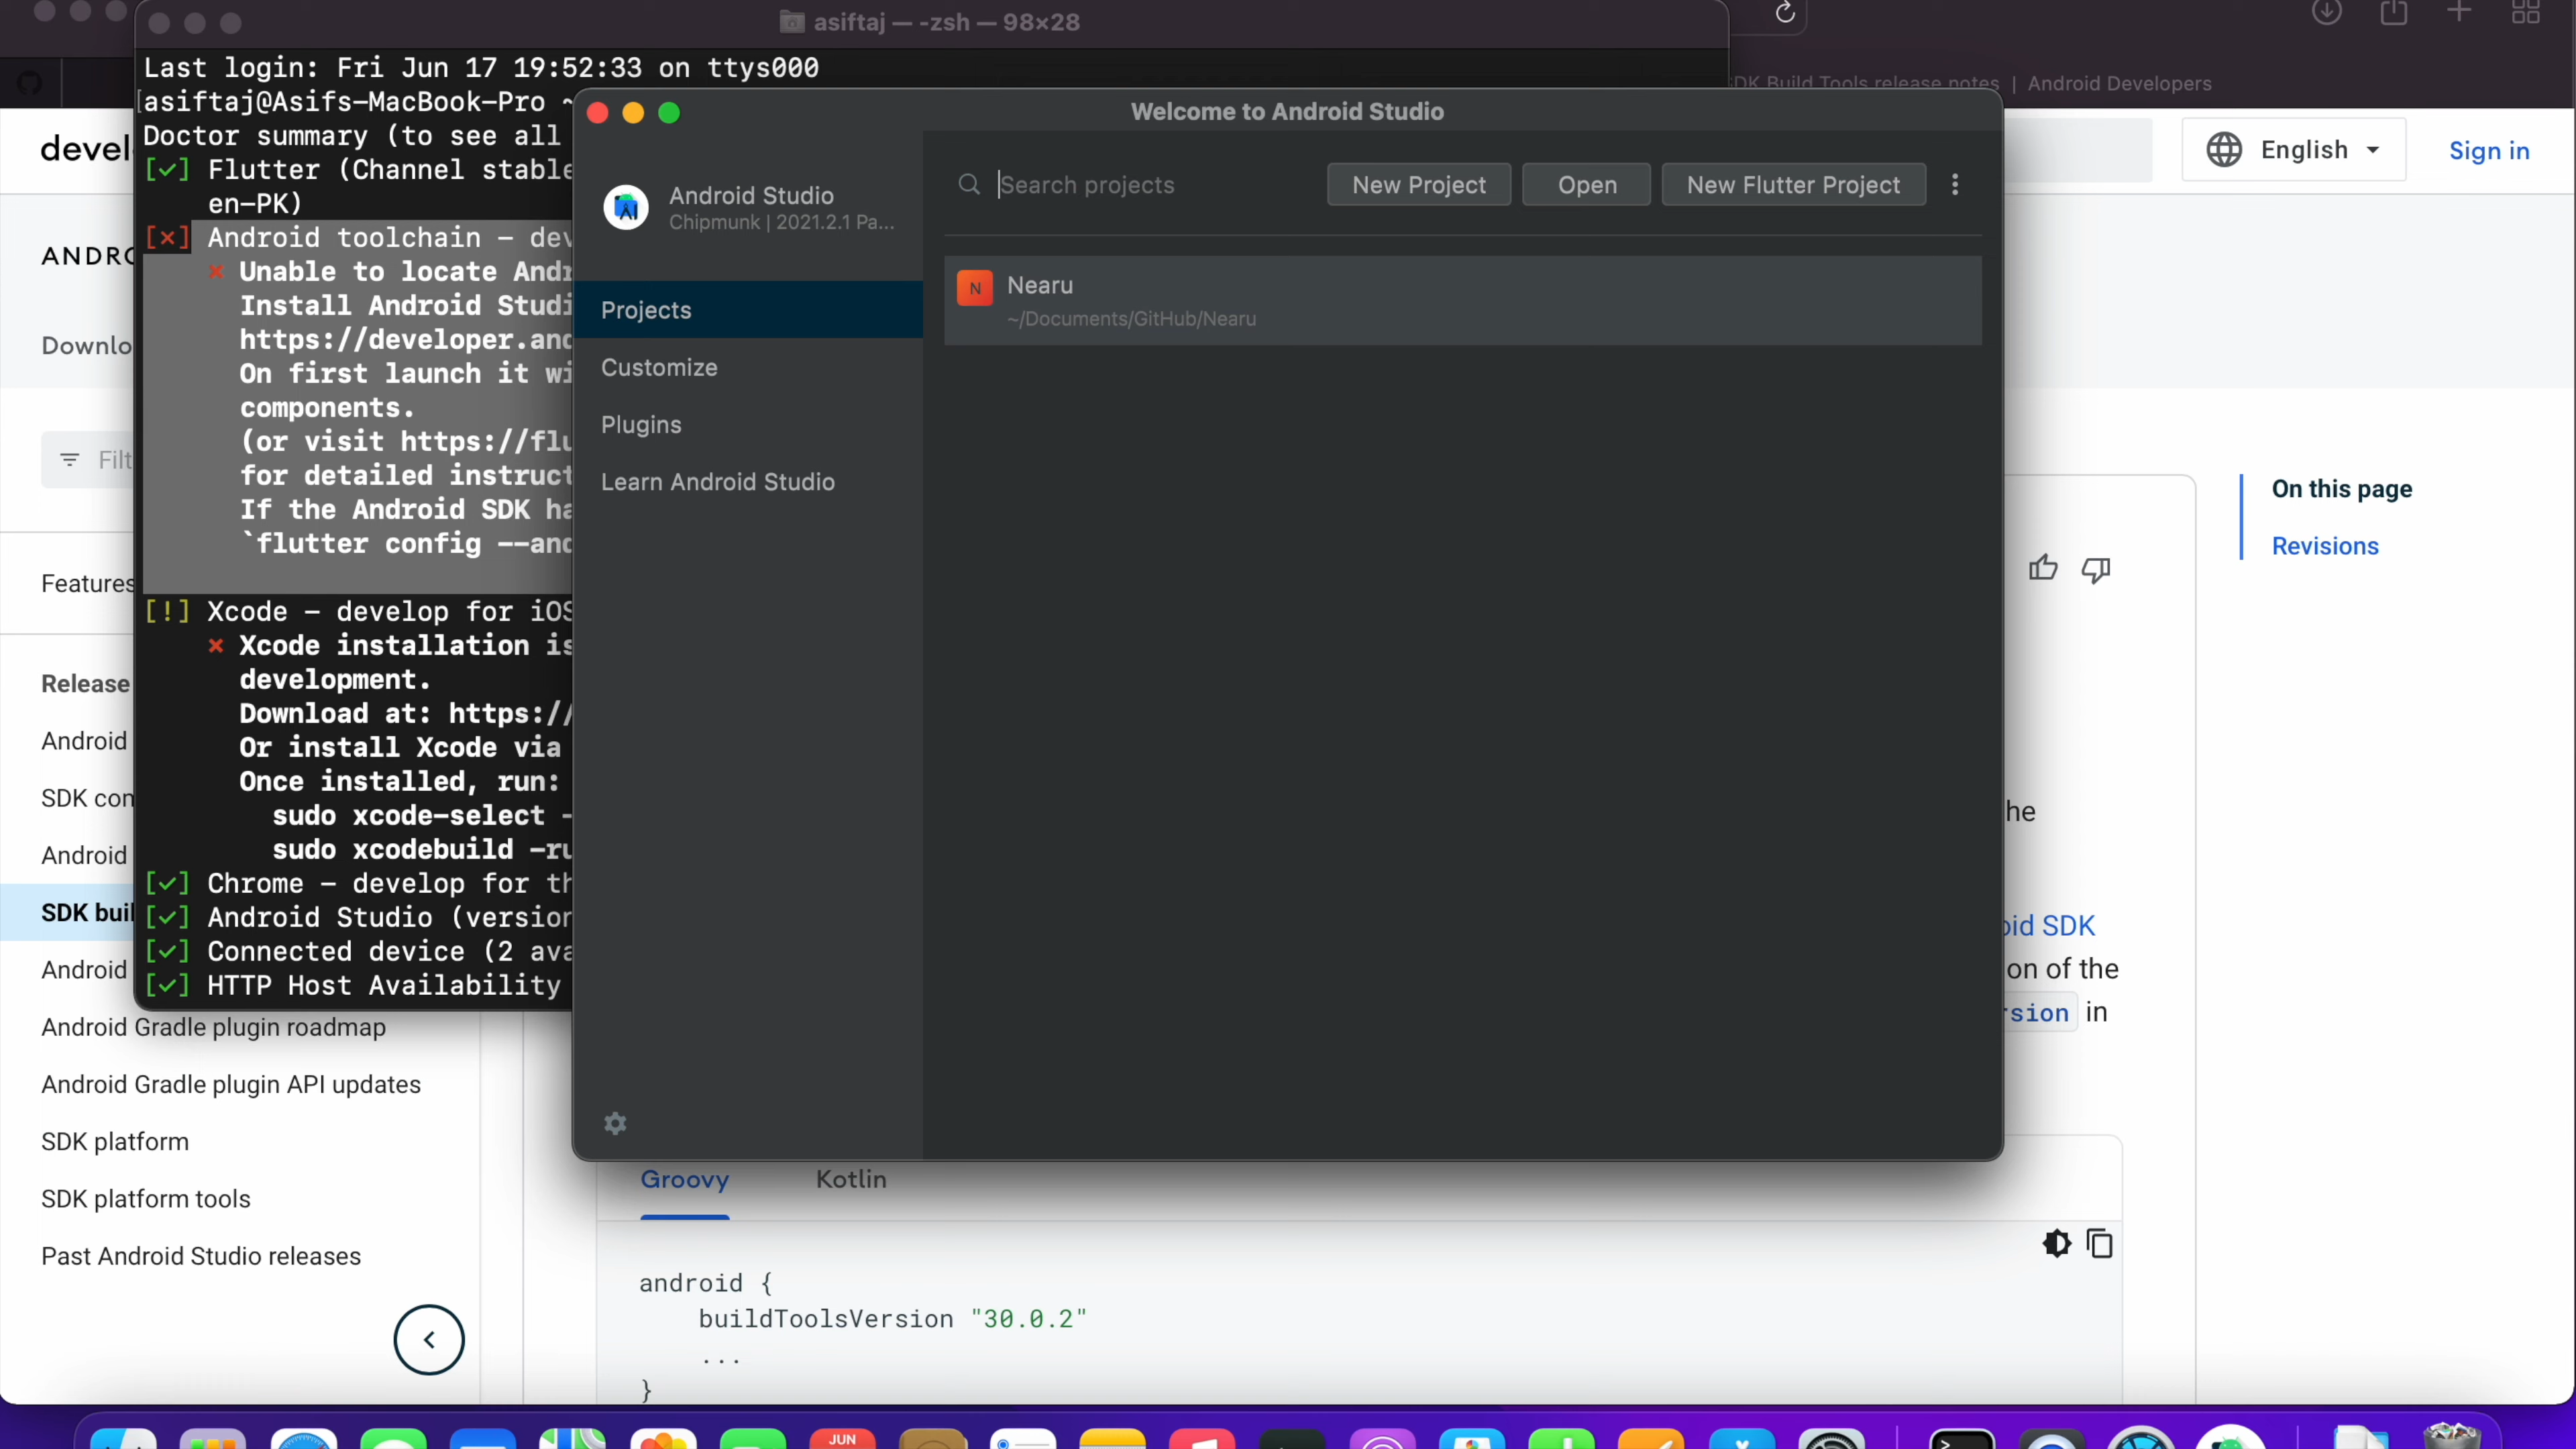 asiftaj — -zsh — 98×28
Last login: Fri Jun 17 19:52:33 on ttys000
asiftaj@Asifs-MacBook-Pro ~
Doctor summary (to see all
[✓] Flutter (Channel stable
en-PK)
[✗] Android toolchain - dev
✗ Unable to locate Andr
Install Android Studi
https://developer.and
On first launch it wi
components.
(or visit https://flu
for detailed instruct
If the Android SDK ha
`flutter config --and
[!] Xcode - develop for iOS
✗ Xcode installation is
development.
Download at: https://
Or install Xcode via
Once installed, run:
sudo xcode-select -
sudo xcodebuild -ru
[✓] Chrome - develop for th
[✓] Android Studio (version
[✓] Connected device (2 ava
[✓] HTTP Host Availability
Welcome to Android Studio
Android Studio
Chipmunk | 2021.2.1 Pa...
Projects
Customize
Plugins
Learn Android Studio
Search projects
New Project
Open
New Flutter Project
N
Nearu
~/Documents/GitHub/Nearu
DK Build Tools release notes | Android Developers
devel
English
Sign in
ANDRO
Downlo
Filt
Features
Release
Android
SDK con
Android
SDK buil
Android
Android Gradle plugin roadmap
Android Gradle plugin API updates
SDK platform
SDK platform tools
Past Android Studio releases
On this page
Revisions
he
oid SDK
on of the
rsion in
Groovy
Kotlin
android {
buildToolsVersion "30.0.2"
...
}
JUN